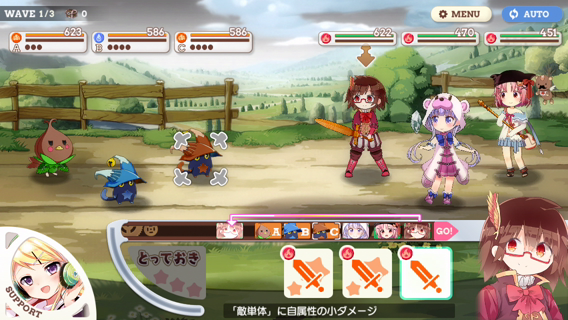 WAVE 1/3 0
MENU
AUTO
623
A
586
B
586
C
622
470
451
A B C GO!
とっておき
SUPPORT
「敵単体」に自属性の小ダメージ